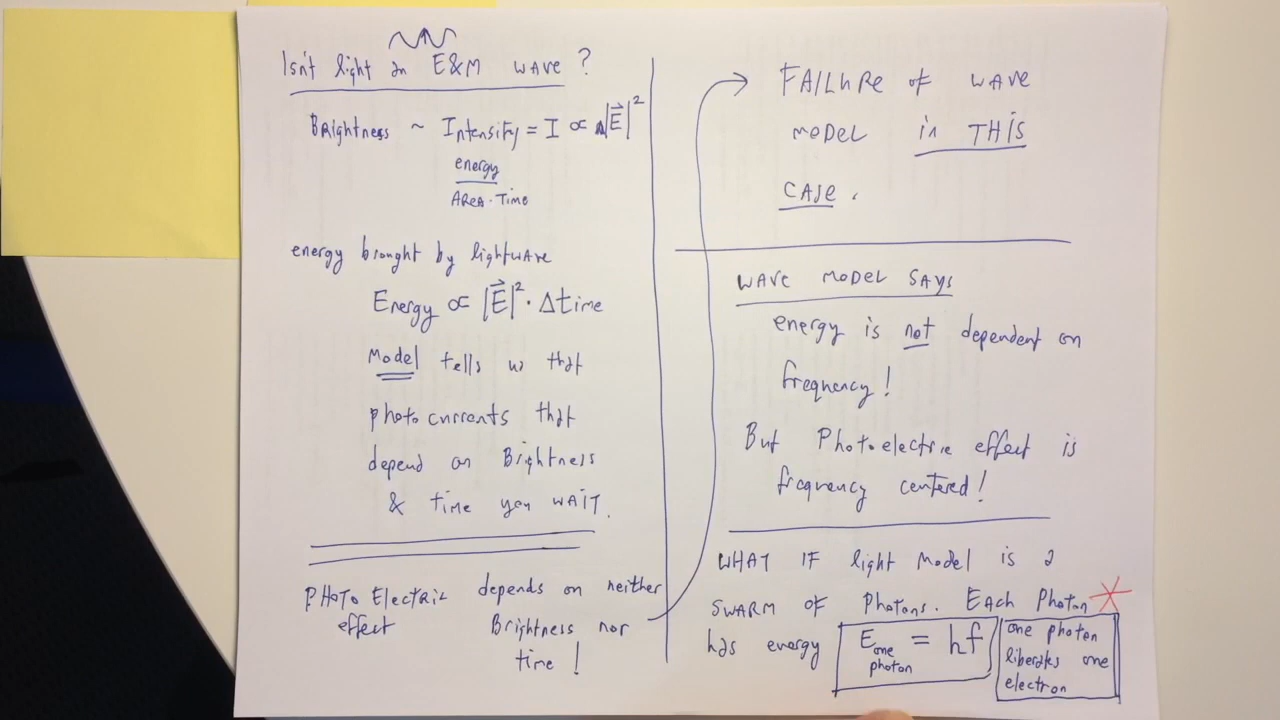 Isn't light an E&M wave?
Brightness ~ Intensity = I ∝ |E⃗|²
energy
Area · Time
energy brought by lightwave
Energy ∝ |E⃗|² · Δtime
Model tells us that
photocurrents that
depend on Brightness
& time you WAIT.
PHOTO ELECTRIC depends on neither
effect Brightness nor
time!
FAILURE OF WAVE
MODEL in THIS
CASE.
WAVE MODEL SAYS
energy is not dependent on
frequency!
But Photoelectric effect is
frequency centered!
WHAT IF light Model is a
SWARM OF Photons. EACH Photon
has energy E one photon = hf
one photon
liberates one
electron